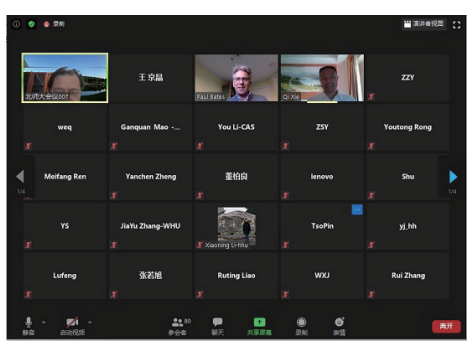 录制
演讲者视图
北师大会议007
王京晶
Paul Bates
Qi Xie
ZZY
weq
Ganquan Mao -...
You Li-CAS
ZSY
Youtong Rong
Meifang Ren
Yanchen Zheng
董柏良
lenovo
Shu
1/4
1/4
YS
JiaYu Zhang-WHU
Xiaoning Li-hhu
TsoPin
yj_hh
Lufeng
张若旭
Ruting Liao
WXJ
Rui Zhang
静音
启动视频
80
参会者
聊天
共享屏幕
录制
表情
离开